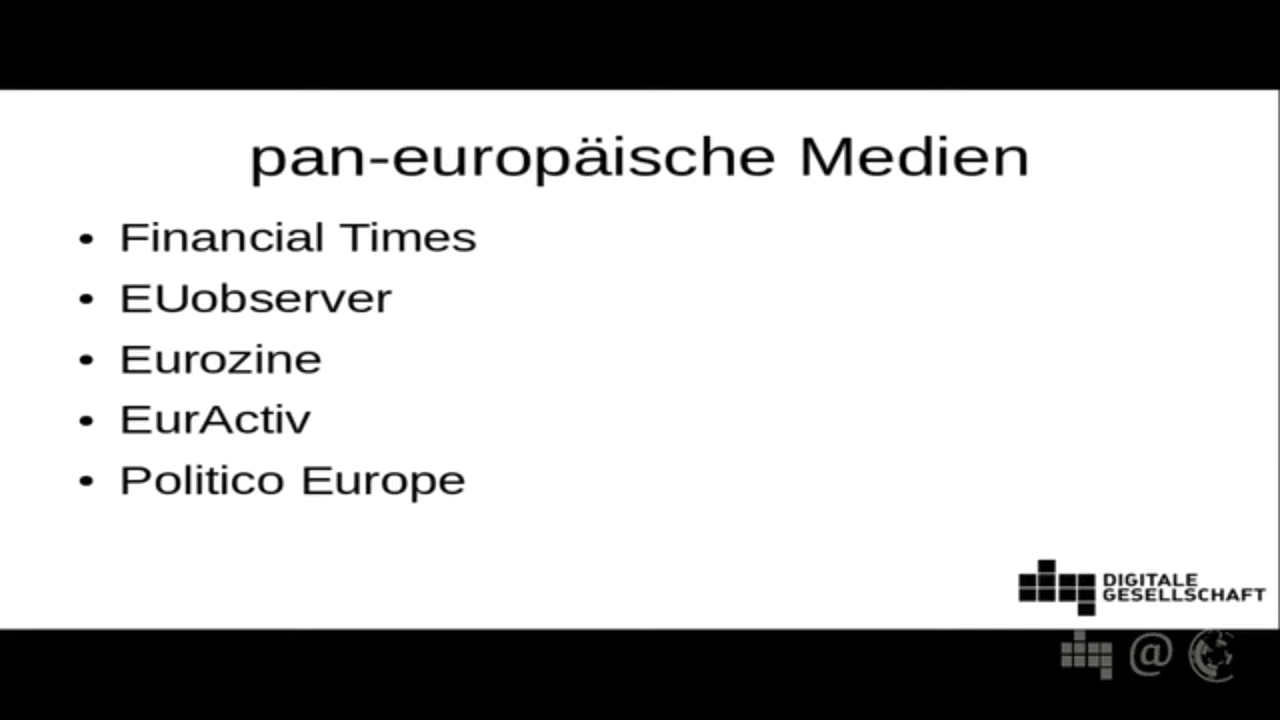 pan-europäische Medien
• Financial Times
• EUobserver
• Eurozine
• EurActiv
• Politico Europe
DIGITALE
GESELLSCHAFT
@